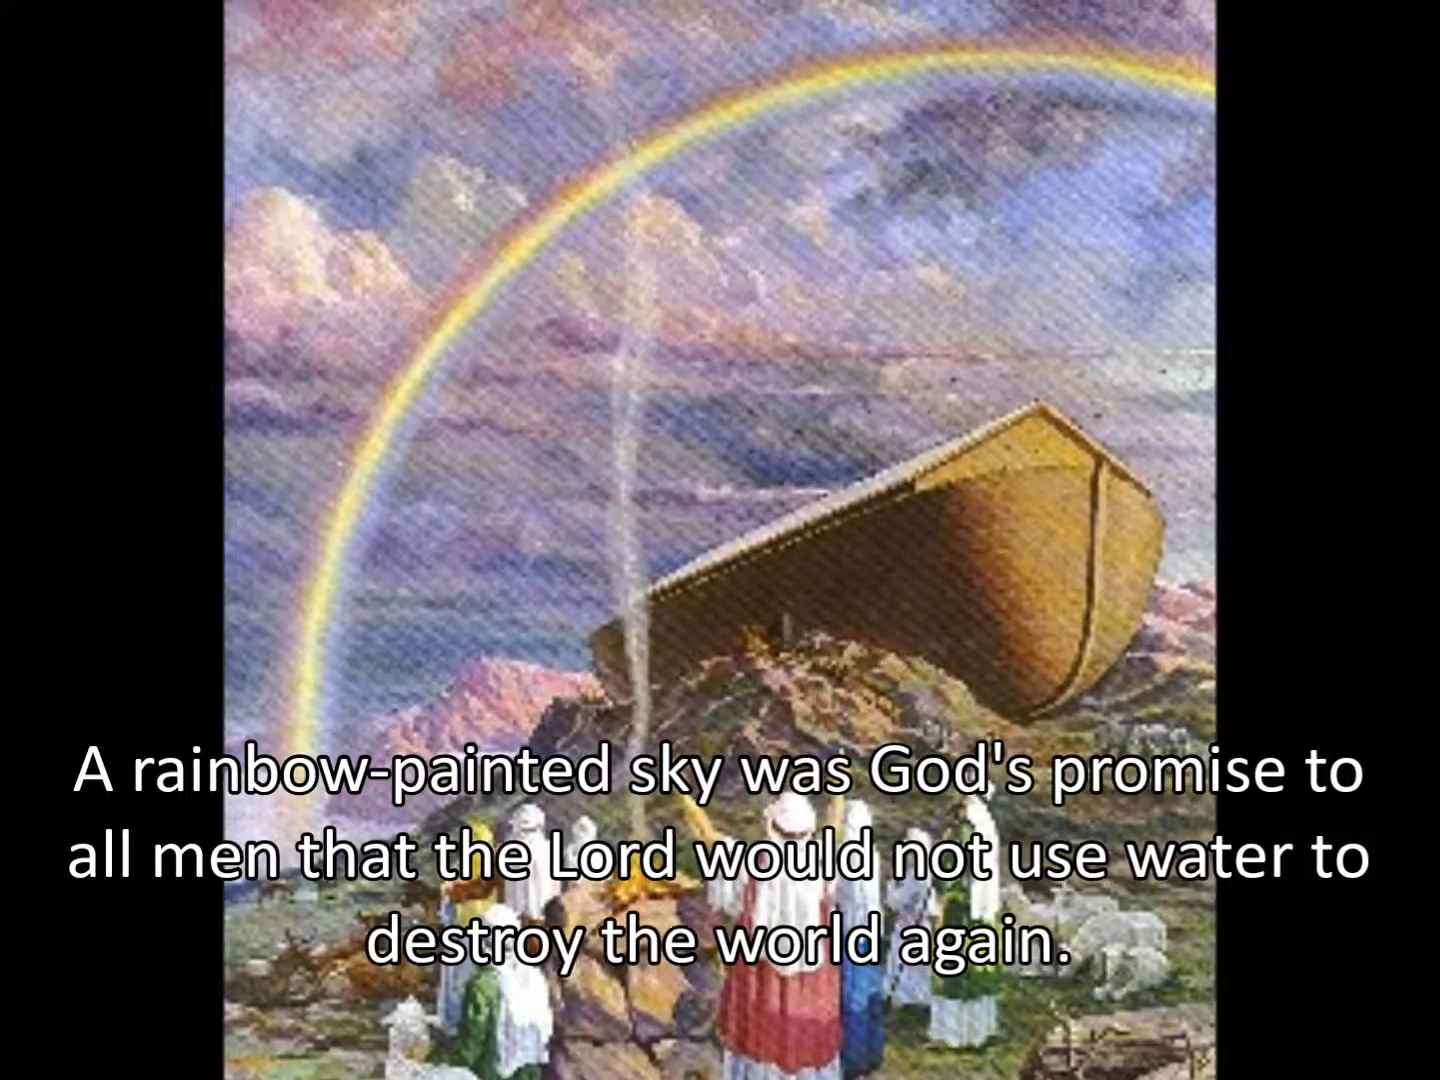 A rainbow-painted sky was God's promise to
all men that the Lord would not use water to
destroy the world again.